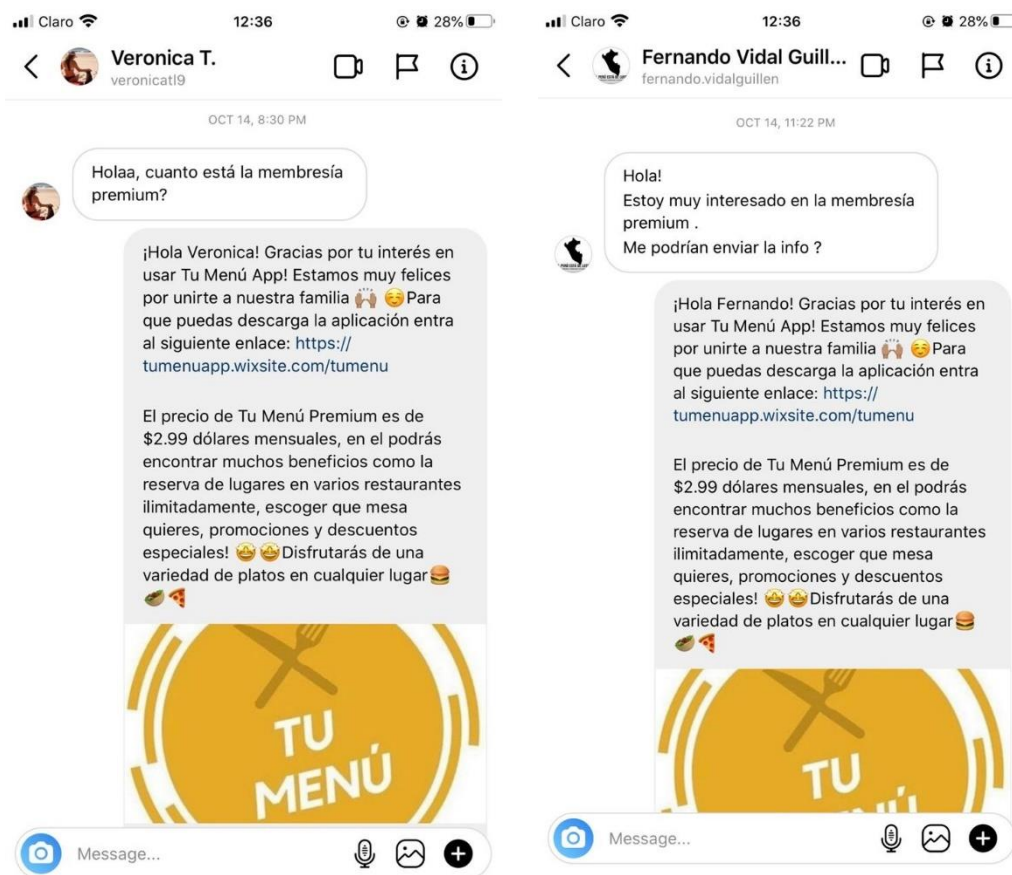 Claro
12:36
28%
Veronica T.
veronicatl9
OCT 14, 8:30 PM
Holaa, cuanto está la membresía
premium?
¡Hola Veronica! Gracias por tu interés en
usar Tu Menú App! Estamos muy felices
por unirte a nuestra familia 🙌🏽 ☺️Para
que puedas descarga la aplicación entra
al siguiente enlace: https://
tumenuapp.wixsite.com/tumenu
El precio de Tu Menú Premium es de
$2.99 dólares mensuales, en el podrás
encontrar muchos beneficios como la
reserva de lugares en varios restaurantes
ilimitadamente, escoger que mesa
quieres, promociones y descuentos
especiales! 🤩🤩Disfrutarás de una
variedad de platos en cualquier lugar🍔
🥙🍕
TU
MENÚ
Message...
Claro
12:36
28%
Fernando Vidal Guill...
fernando.vidalguillen
OCT 14, 11:22 PM
Hola!
Estoy muy interesado en la membresía
premium .
Me podrían enviar la info ?
¡Hola Fernando! Gracias por tu interés en
usar Tu Menú App! Estamos muy felices
por unirte a nuestra familia 🙌🏽 ☺️Para
que puedas descarga la aplicación entra
al siguiente enlace: https://
tumenuapp.wixsite.com/tumenu
El precio de Tu Menú Premium es de
$2.99 dólares mensuales, en el podrás
encontrar muchos beneficios como la
reserva de lugares en varios restaurantes
ilimitadamente, escoger que mesa
quieres, promociones y descuentos
especiales! 🤩🤩Disfrutarás de una
variedad de platos en cualquier lugar🍔
🥙🍕
TU
MENÚ
Message...